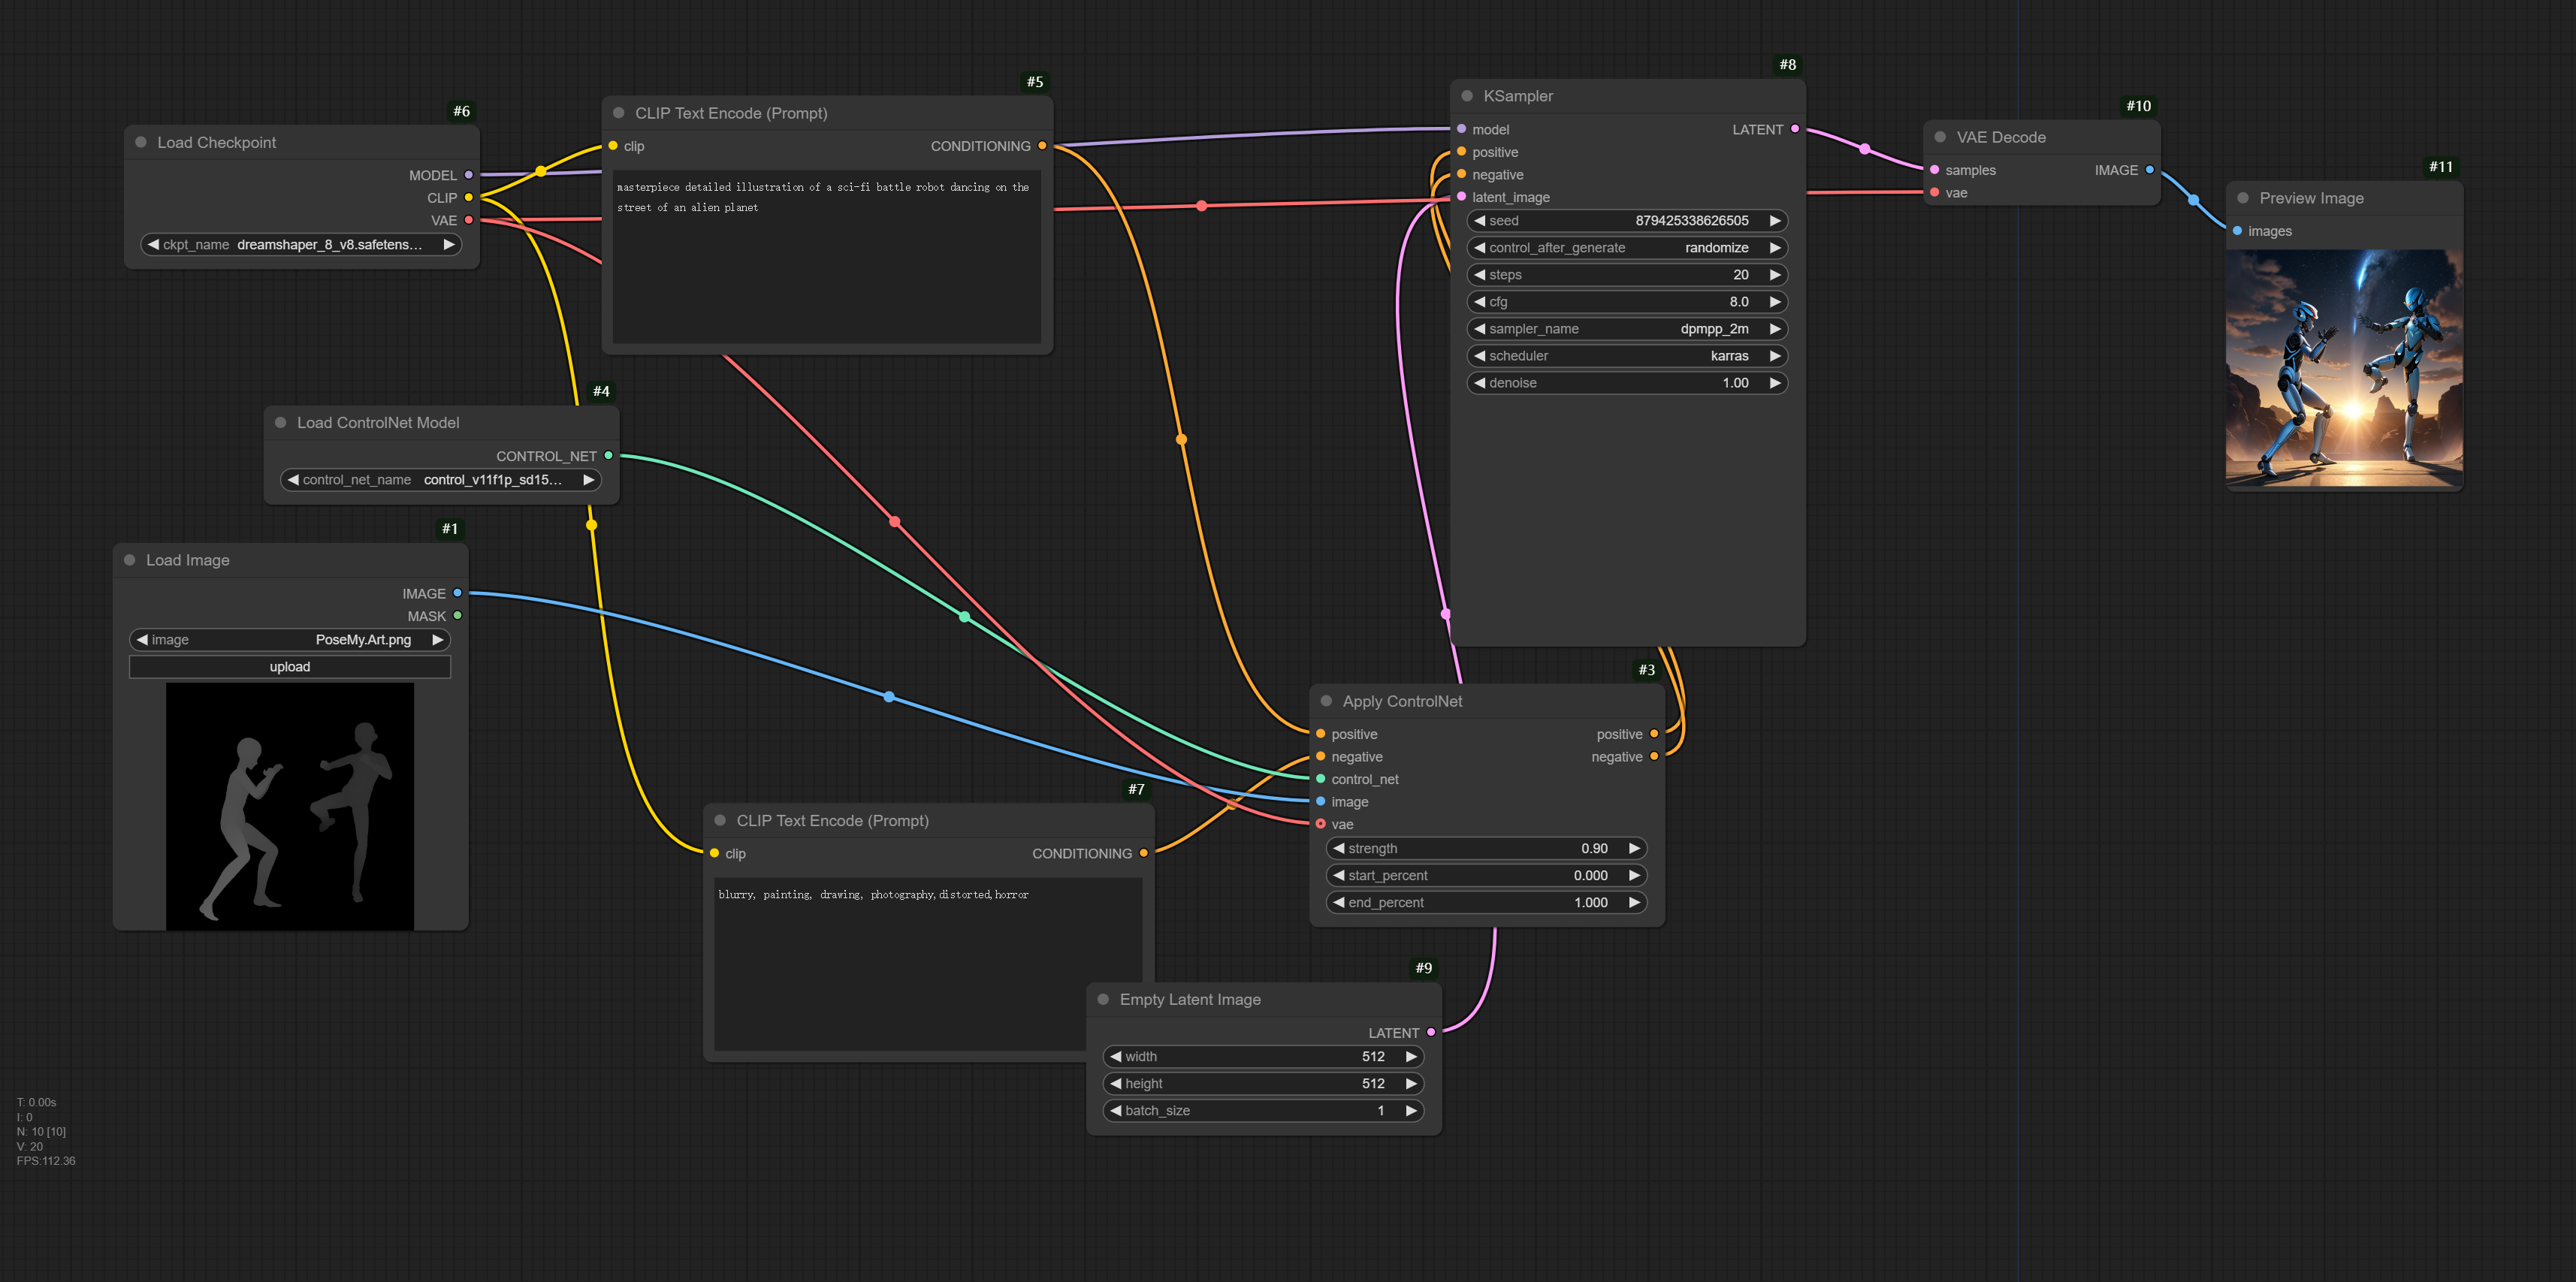 #6
Load Checkpoint
MODEL
CLIP
VAE
ckpt_name dreamshaper_8_v8.safetens...
#5
CLIP Text Encode (Prompt)
clip CONDITIONING
masterpiece detailed illustration of a sci-fi battle robot dancing on the
street of an alien planet
#4
Load ControlNet Model
CONTROL_NET
control_net_name control_v11f1p_sd15...
#1
Load Image
IMAGE
MASK
image PoseMy.Art.png
upload
#7
CLIP Text Encode (Prompt)
clip CONDITIONING
blurry, painting, drawing, photography,distorted,horror
#8
KSampler
model LATENT
positive
negative
latent_image
seed 879425338626505
control_after_generate randomize
steps 20
cfg 8.0
sampler_name dpmpp_2m
scheduler karras
denoise 1.00
#3
Apply ControlNet
positive positive
negative negative
control_net
image
vae
strength 0.90
start_percent 0.000
end_percent 1.000
#9
Empty Latent Image
LATENT
width 512
height 512
batch_size 1
#10
VAE Decode
samples IMAGE
vae
#11
Preview Image
images
T: 0.00s
I: 0
N: 10 [10]
V: 20
FPS:112.36